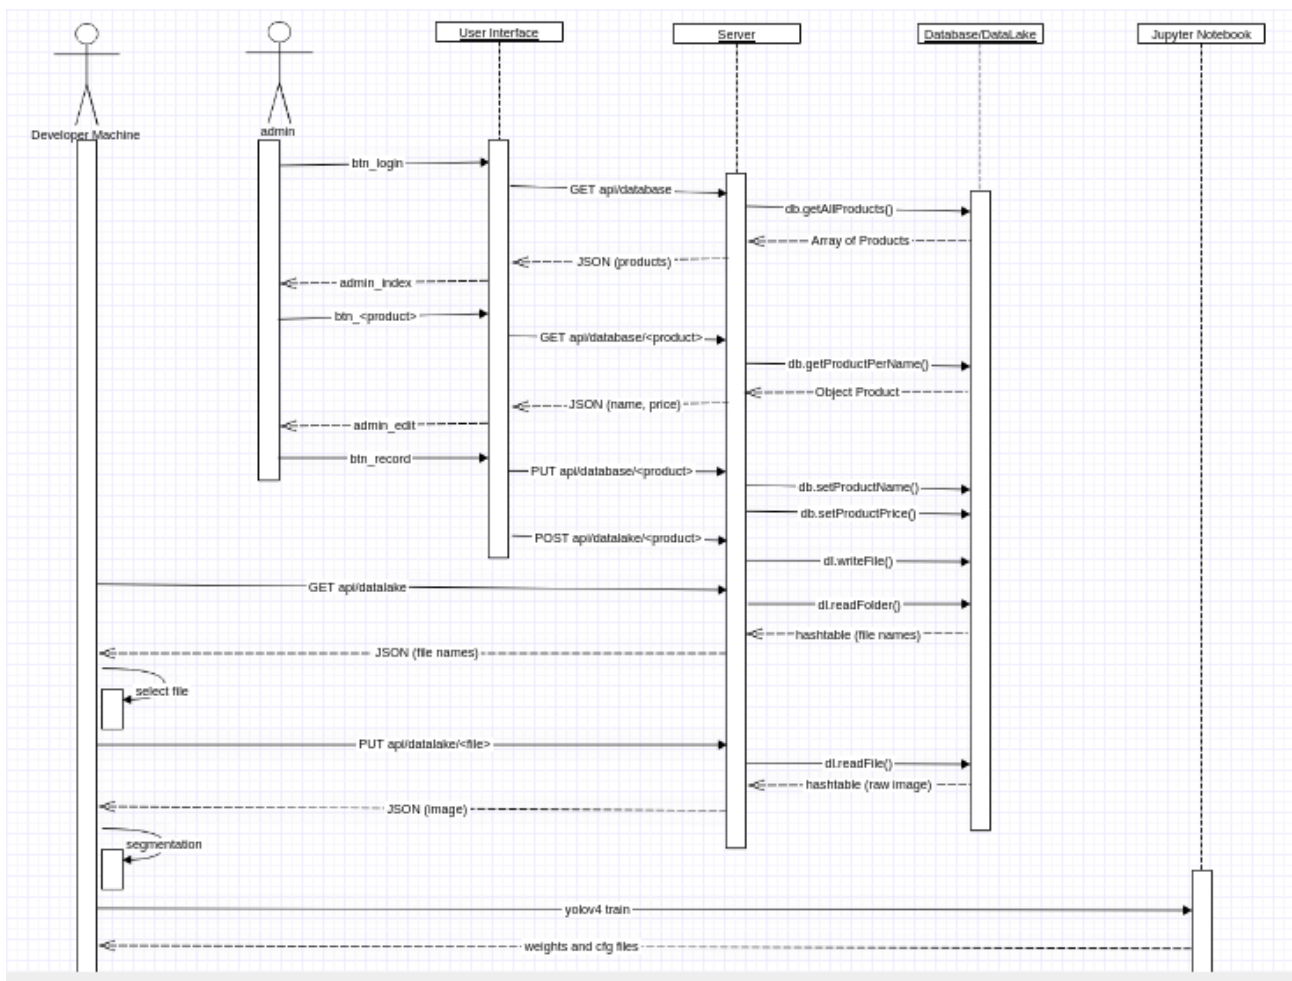 User Interface
Server
Database/DataLake
Jupyter Notebook
Developer Machine
admin
btn_login
GET api/database
db.getAllProducts()
Array of Products
JSON (products)
admin_index
btn_<product>
GET api/database/<product>
db.getProductPerName()
Object Product
JSON (name, price)
admin_edit
btn_record
PUT api/database/<product>
db.setProductName()
db.setProductPrice()
POST api/datalake/<product>
dl.writeFile()
GET api/datalake
dl.readFolder()
hashtable (file names)
JSON (file names)
select file
PUT api/datalake/<file>
dl.readFile()
hashtable (raw image)
JSON (image)
segmentation
yolov4 train
weights and cfg files